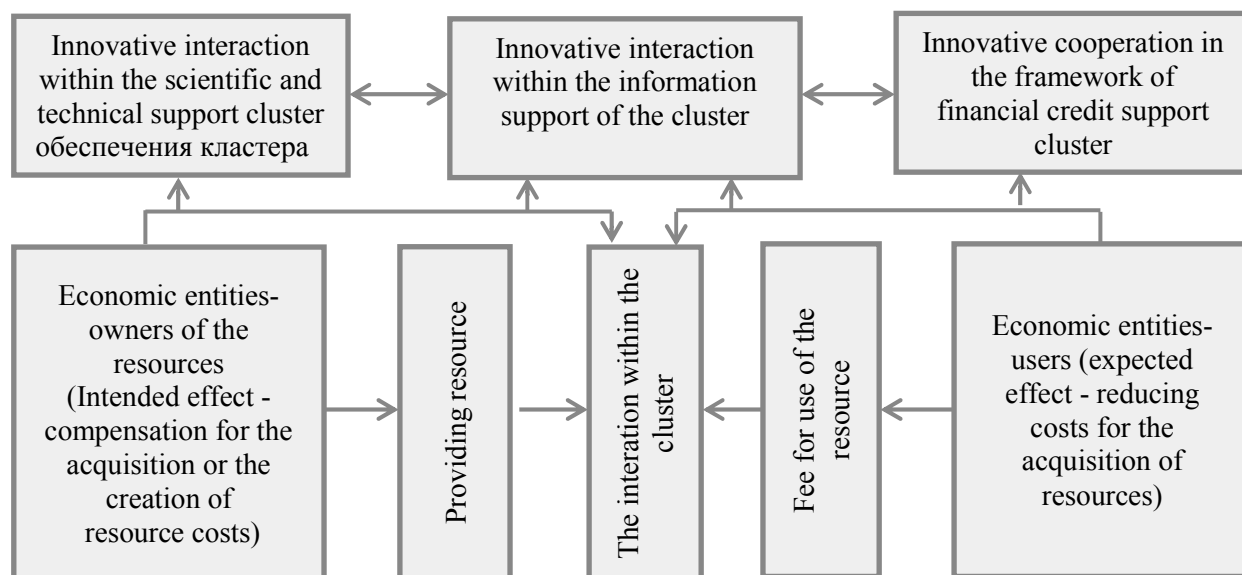 Innovative interaction
within the scientific and
technical support cluster
обеспечения кластера
Innovative interaction
within the information
support of the cluster
Innovative cooperation in
the framework of
financial credit support
cluster
Economic entities-
owners of the
resources
(Intended effect -
compensation for the
acquisition or the
creation of
resource costs)
Providing resource
The interation within the
cluster
Fee for use of the
resource
Economic entities-
users (expected
effect - reducing
costs for the
acquisition of
resources)